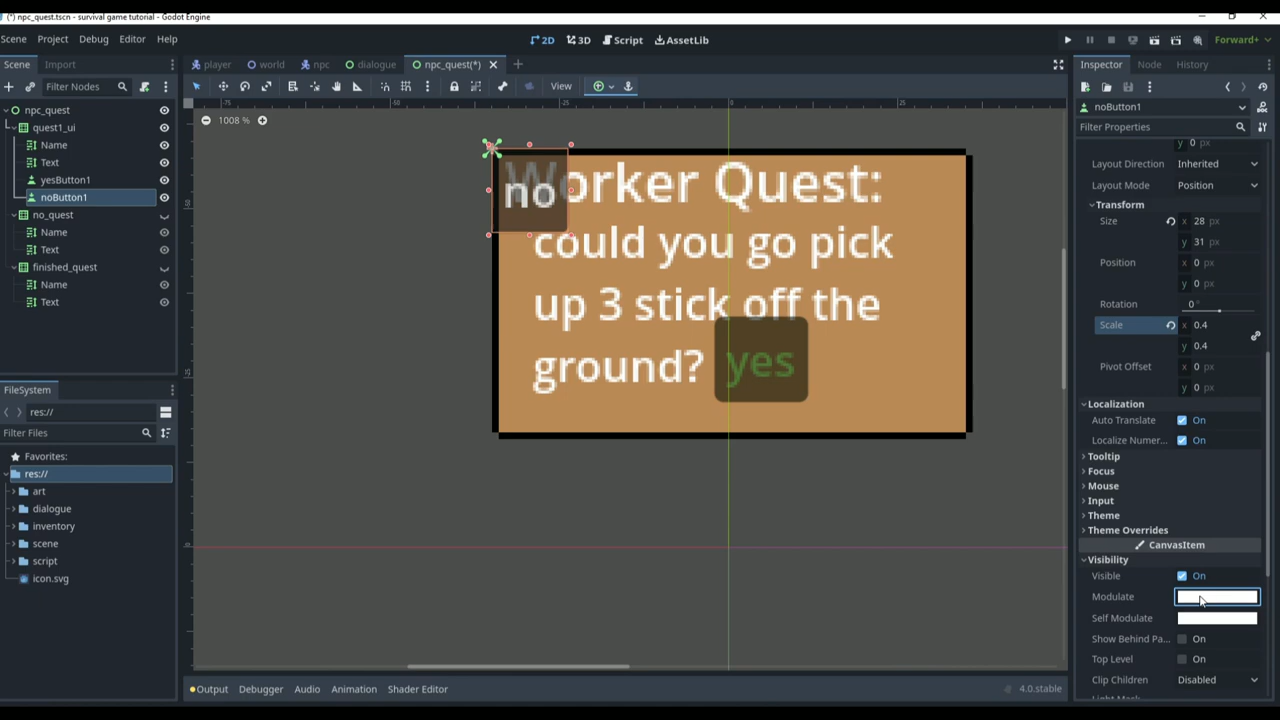 (*) npc_quest.tscn - survival game tutorial - Godot Engine
Scene Project Debug Editor Help
2D 3D Script AssetLib
Forward+
Scene Import
player world npc dialogue npc_quest(*)
Inspector Node History
Filter Nodes
View
noButton1
Filter Properties
npc_quest
quest1_ui
Name
Text
yesButton1
noButton1
no_quest
Name
Text
finished_quest
Name
Text
-75 -50 -25 0 25
1008 %
Worker Quest:
no
could you go pick
up 3 stick off the
ground?
yes
FileSystem
res://
Filter Files
Favorites:
res://
art
dialogue
inventory
scene
script
icon.svg
Output Debugger Audio Animation Shader Editor
4.0.stable
y 0 px
Layout Direction Inherited
Layout Mode Position
Transform
Size x 28 px
y 31 px
Position x 0 px
y 0 px
Rotation 0 °
Scale x 0.4
y 0.4
Pivot Offset x 0 px
y 0 px
Localization
Auto Translate On
Localize Numer... On
Tooltip
Focus
Mouse
Input
Theme
Theme Overrides
CanvasItem
Visibility
Visible On
Modulate
Self Modulate
Show Behind Pa... On
Top Level On
Clip Children Disabled